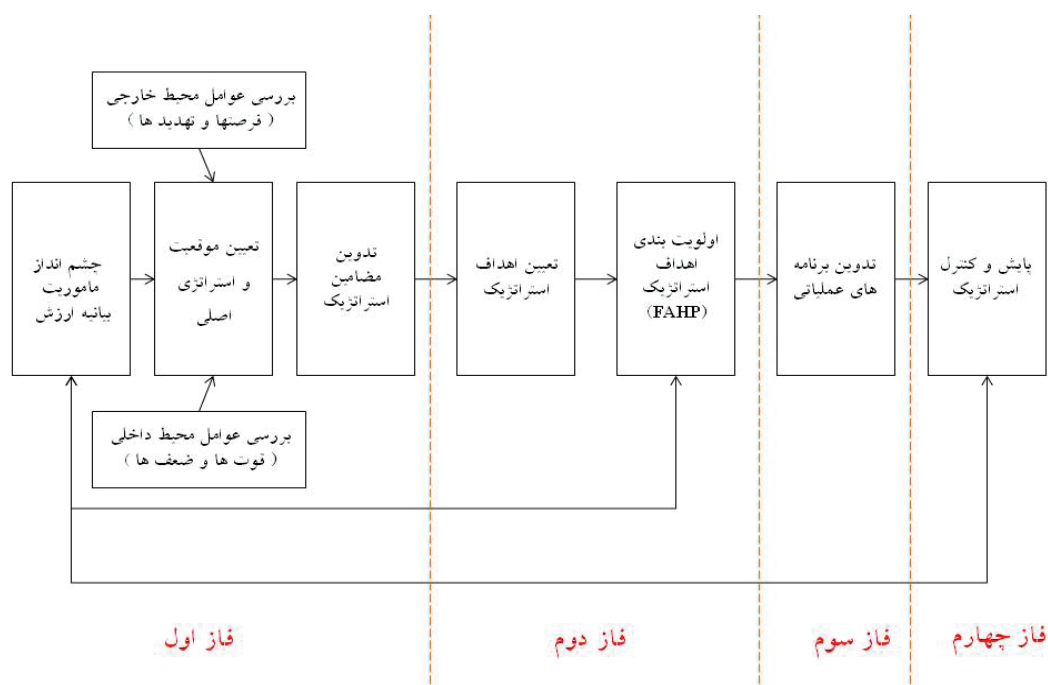 بررسی عوامل محیط خارجی
( فرصتها و تهدید ها )
چشم انداز
ماموریت
بیانیه ارزش
تعیین موقعیت
و استراتژی
اصلی
تدوین
مضامین
استراتژیک
تعیین اهداف
استراتژیک
اولویت بندی
اهداف
استراتژیک
(FAHP)
تدوین برنامه
های عملیاتی
پایش و کنترل
استراتژیک
بررسی عوامل محیط داخلی
( قوت ها و ضعف ها )
فاز اول
فاز دوم
فاز سوم
فاز چهارم